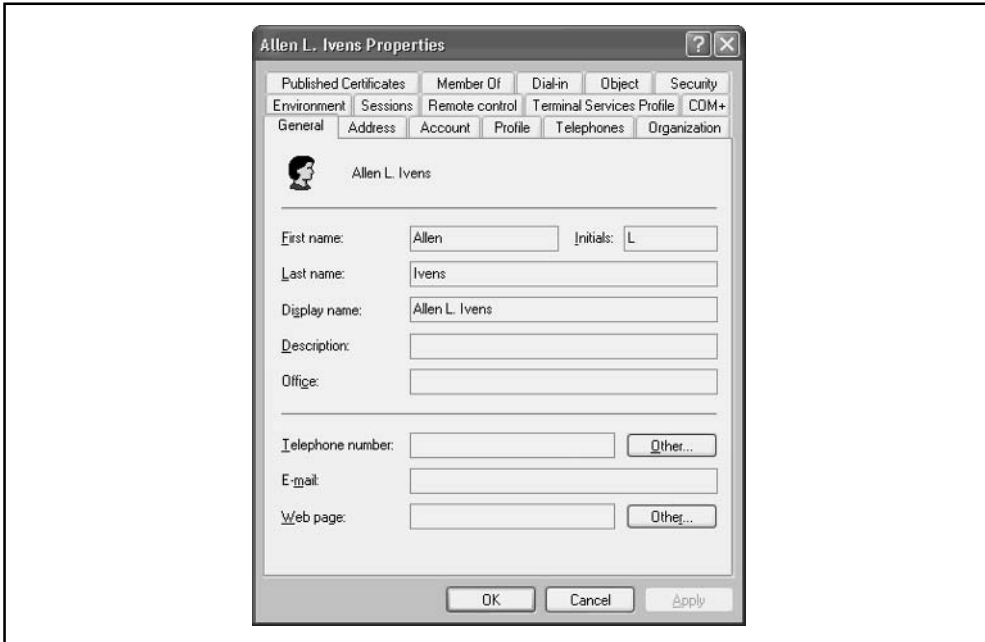 Allen L. Ivens Properties
Published Certificates Member Of Dial-in Object Security
Environment Sessions Remote control Terminal Services Profile COM+
General Address Account Profile Telephones Organization
Allen L. Ivens
First name: Allen Initials: L
Last name: Ivens
Display name: Allen L. Ivens
Description:
Office:
Telephone number: Other...
E-mail:
Web page: Other...
OK Cancel Apply